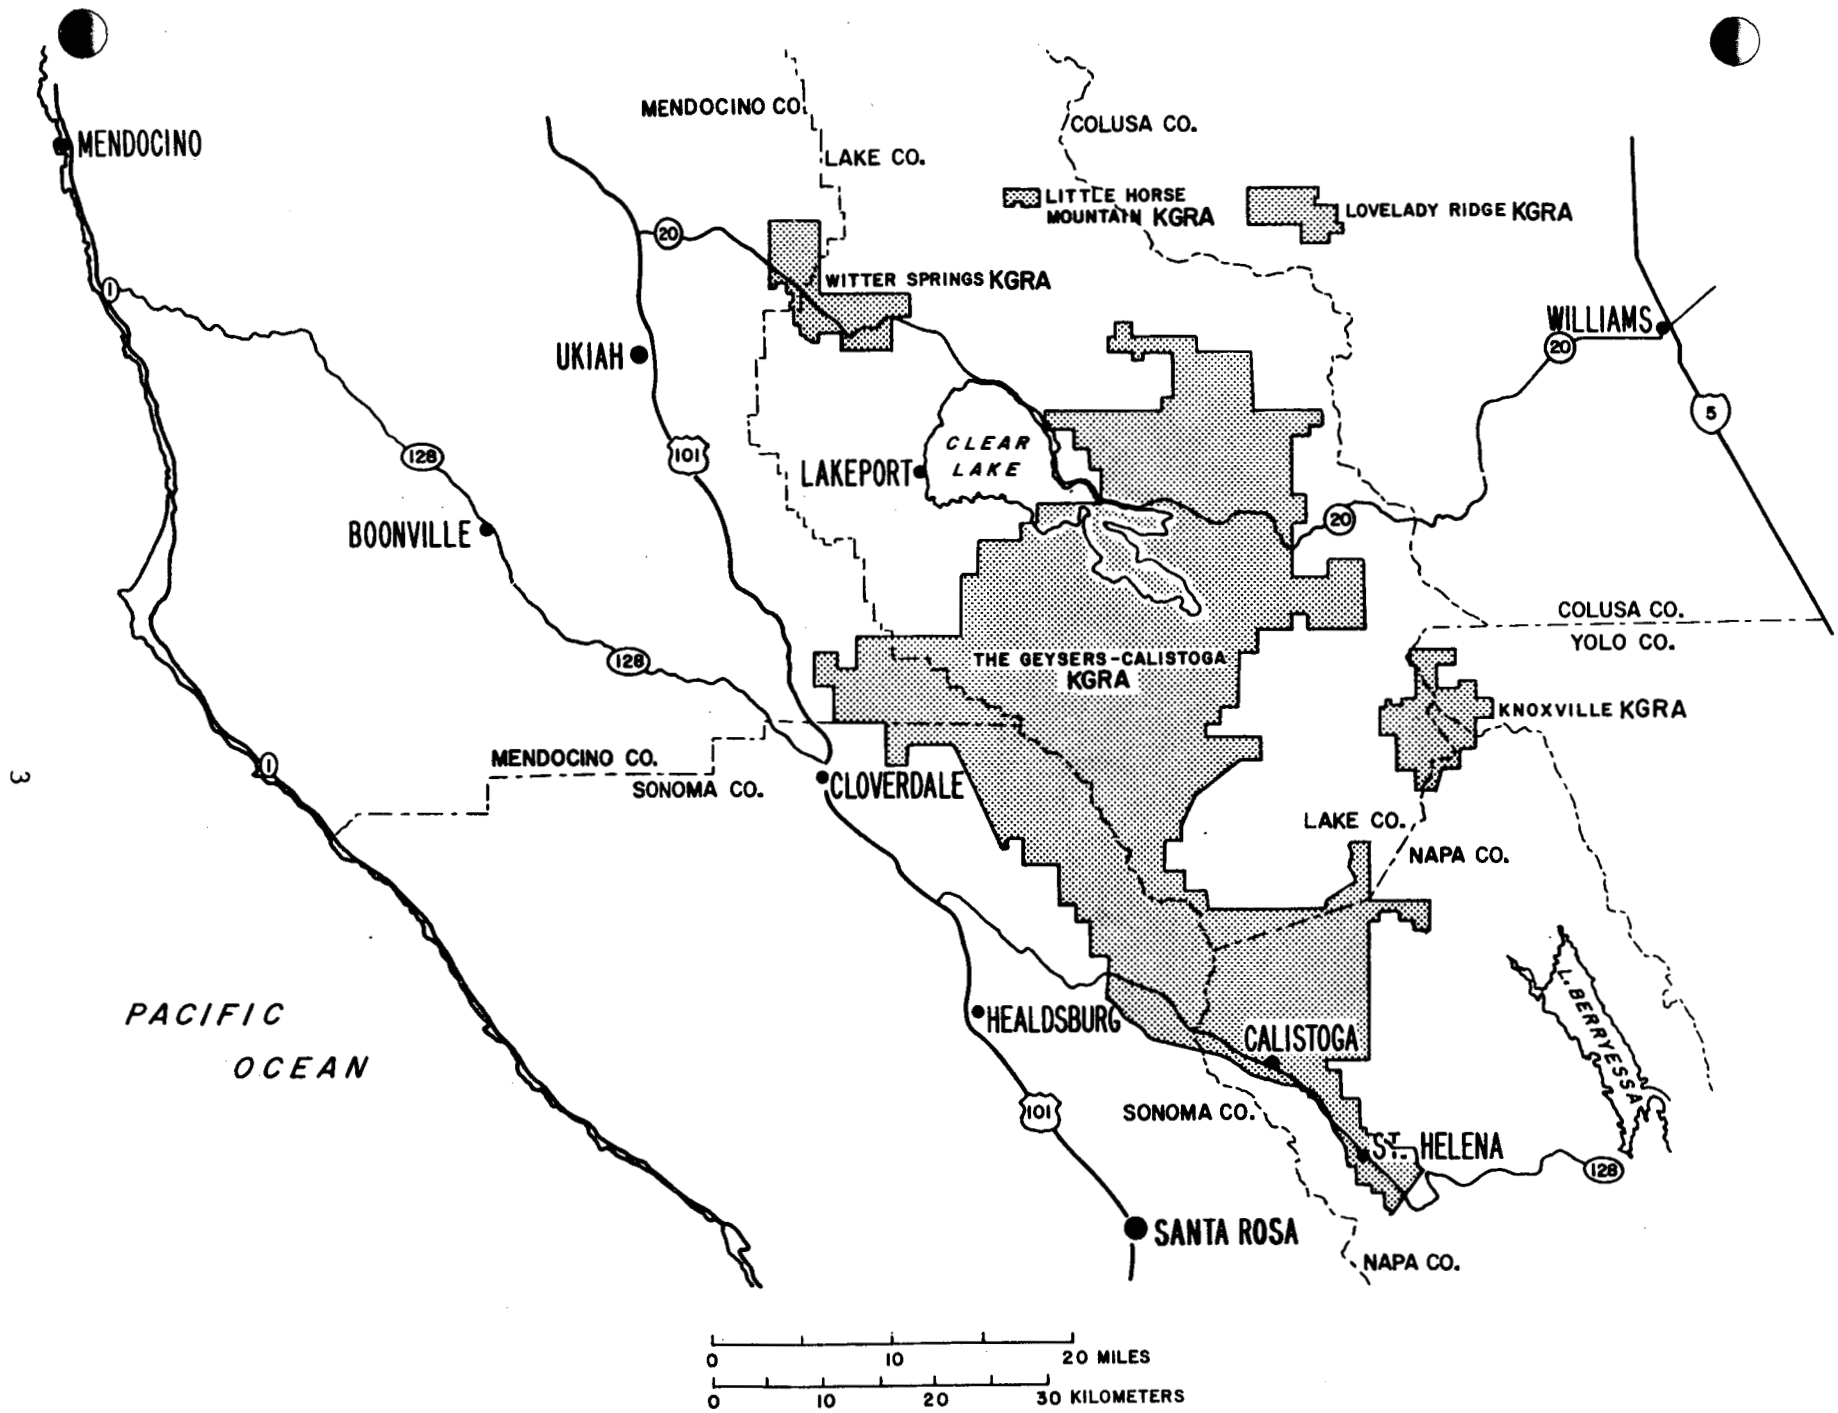 MENDOCINO CO.
COLUSA CO.
MENDOCINO
LAKE CO.
LITTLE HORSE
MOUNTAIN KGRA
LOVELADY RIDGE KGRA
20
WITTER SPRINGS KGRA
1
WILLIAMS
20
UKIAH
5
CLEAR
LAKE
128
101
LAKEPORT
20
BOONVILLE
COLUSA CO.
YOLO CO.
128
THE GEYSERS-CALISTOGA
KGRA
KNOXVILLE KGRA
1
MENDOCINO CO.
SONOMA CO.
3
CLOVERDALE
LAKE CO.
NAPA CO.
PACIFIC
OCEAN
HEALDSBURG
CALISTOGA
L. BERRYESSA
101
SONOMA CO.
ST. HELENA
128
SANTA ROSA
NAPA CO.
0 10 20 MILES
0 10 20 30 KILOMETERS